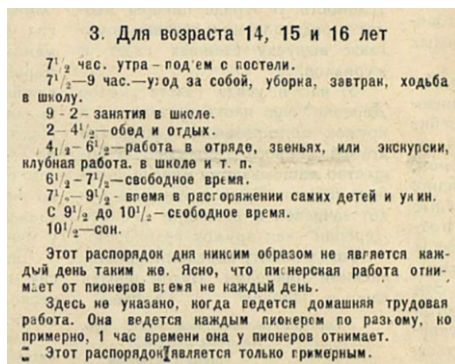 3. Для возраста 14, 15 и 16 лет
7¹/₂ час. утра – под'ем с постели.
7¹/₂—9 час.—уход за собой, уборка, завтрак, ходьба
в школу.
9 - 2 - занятия в школе.
2 – 4¹/₂—обед и отдых.
4₁/₂ – 6¹/₂—работа в отряде, звеньях, или экскурсии,
клубная работа. в школе и т. п.
6¹/₂ - 7¹/₂—свободное время.
7¹/₂ – 9¹/₂ - время в распоряжении самих детей и ужин.
С 9¹/₂ до 10¹/₂ – свободное время.
10¹/₂—сон.
Этот распорядок дня никсим образом не является каж-
дый день таким же. Ясно, что пионерская работа отни-
мает от пионеров время не каждый день.
Здесь не указано, когда ведется домашняя трудовая
работа. Она ведется каждым пионером по разному, но
примерно, 1 час времени она у пионеров отнимает.
Этот распорядок является только примерным.